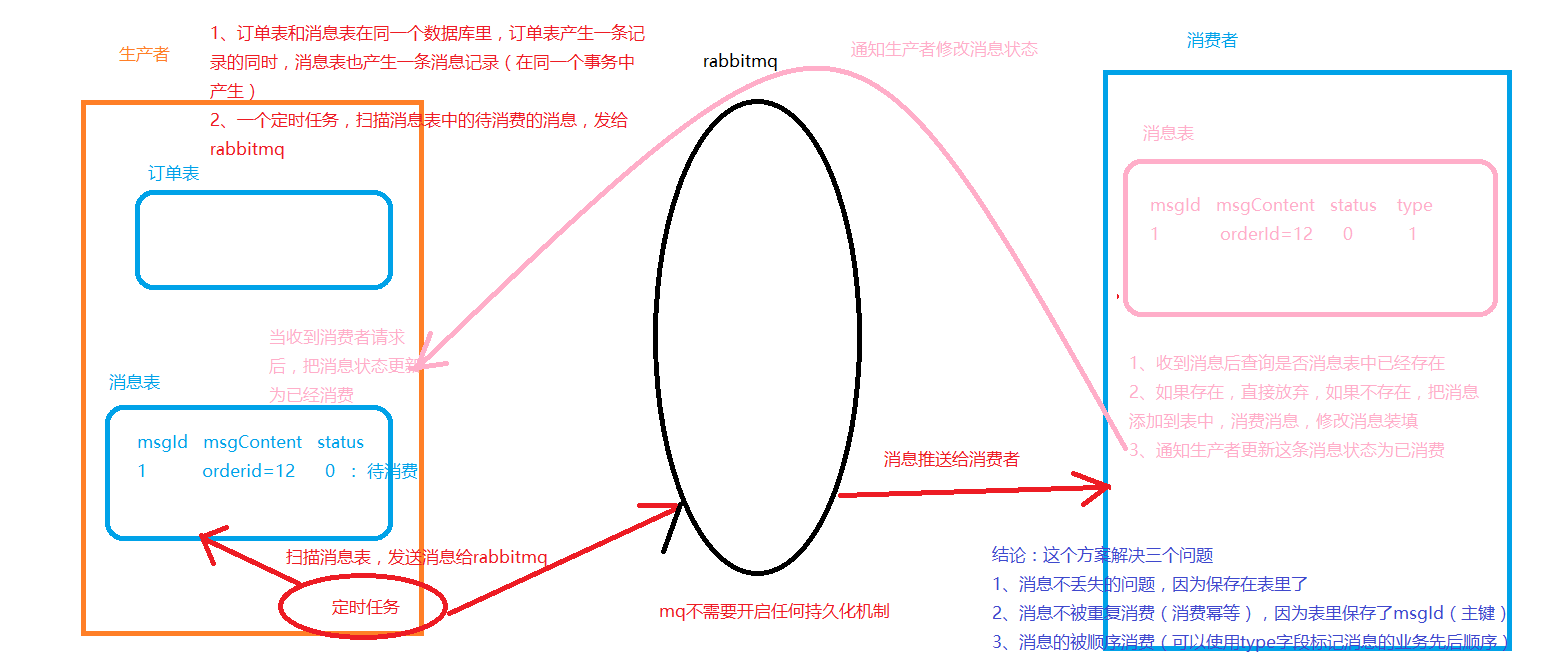 生产者
1、订单表和消息表在同一个数据库里，订单表产生一条记
录的同时，消息表也产生一条消息记录（在同一个事务中
产生）
2、一个定时任务，扫描消息表中的待消费的消息，发给
rabbitmq
订单表
当收到消费者请求
后，把消息状态更新
为已经消费
消息表
msgId msgContent status
1 orderid=12 0 ：待消费
扫描消息表，发送消息给rabbitmq
定时任务
rabbitmq
通知生产者修改消息状态
消息推送给消费者
mq不需要开启任何持久化机制
消费者
消息表
msgId msgContent status type
1 orderId=12 0 1
1、收到消息后查询是否消息表中已经存在
2、如果存在，直接放弃，如果不存在，把消息
添加到表中，消费消息，修改消息装填
3、通知生产者更新这条消息状态为已消费
结论：这个方案解决三个问题
1、消息不丢失的问题，因为保存在表里了
2、消息不被重复消费（消费幂等），因为表里保存了msgId（主键）
3、消息的被顺序消费（可以使用type字段标记消息的业务先后顺序）